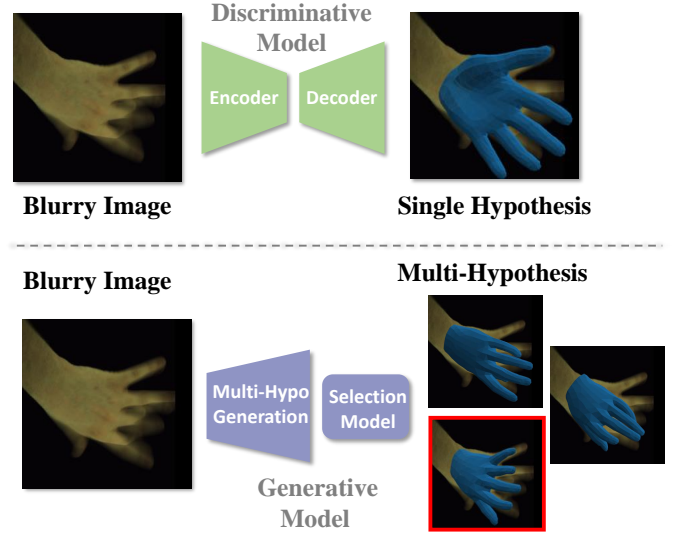 Discriminative
Model
Encoder
Decoder
Blurry Image
Single Hypothesis
Blurry Image
Multi-Hypothesis
Multi-Hypo
Generation
Selection
Model
Generative
Model